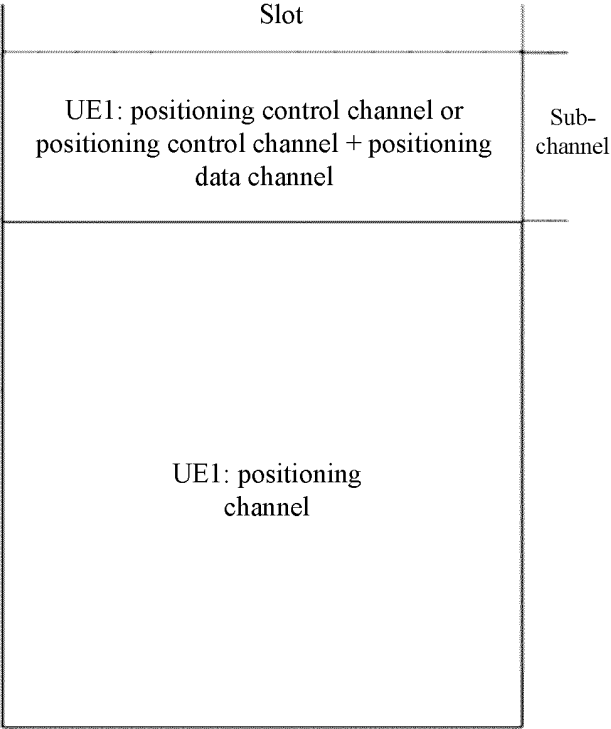 Slot
UE1: positioning control channel or
positioning control channel + positioning
data channel
Sub-
channel
UE1: positioning
channel